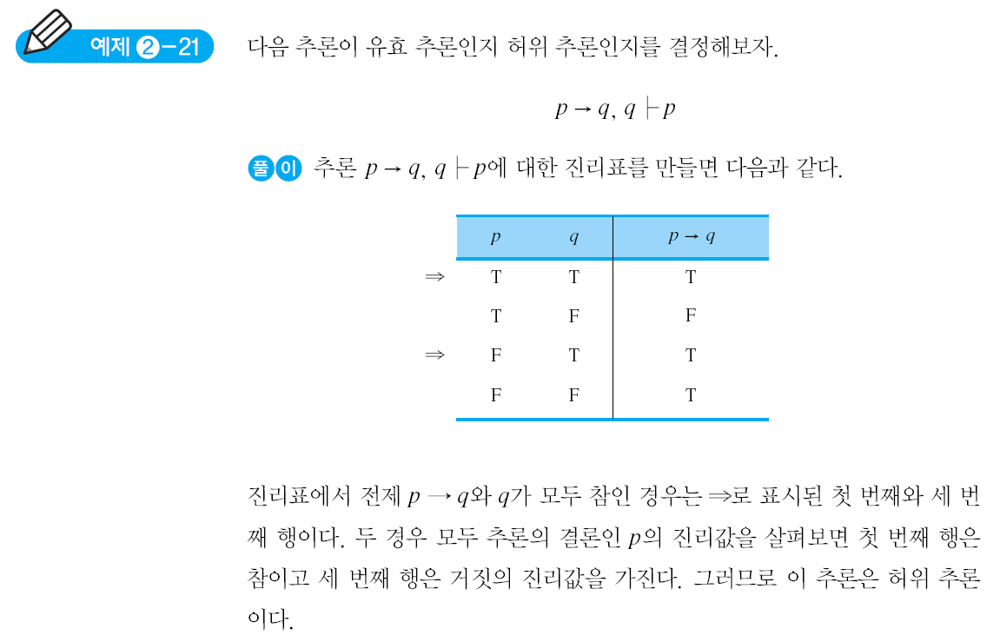 예제 2-21 다음 추론이 유효 추론인지 허위 추론인지를 결정해보자.
p → q, q ├ p
풀이 추론 p → q, q ├ p에 대한 진리표를 만들면 다음과 같다.
p q p → q
⇒ T T T
T F F
⇒ F T T
F F T
진리표에서 전제 p → q와 q가 모두 참인 경우는 ⇒로 표시된 첫 번째와 세 번
째 행이다. 두 경우 모두 추론의 결론인 p의 진리값을 살펴보면 첫 번째 행은
참이고 세 번째 행은 거짓의 진리값을 가진다. 그러므로 이 추론은 허위 추론
이다.